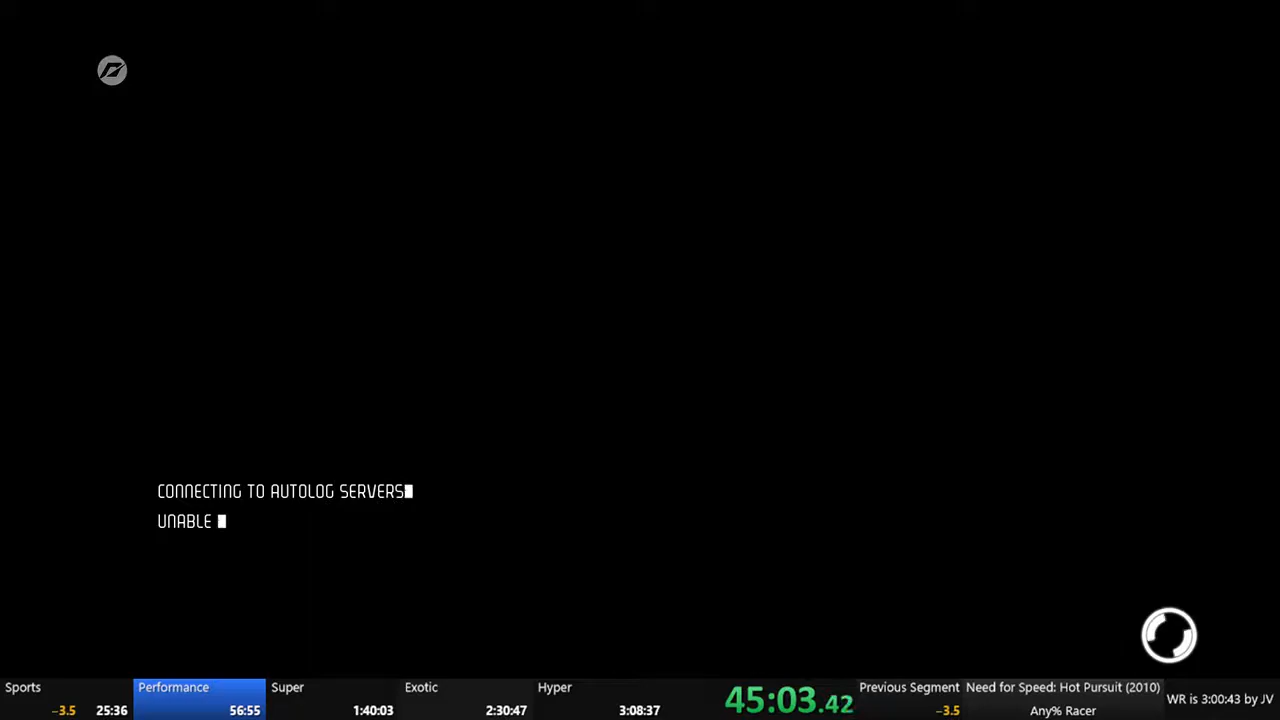 CONNECTING TO AUTOLOG SERVERS
UNABLE
Sports
-3.5 25:36
Performance
56:55
Super
1:40:03
Exotic
2:30:47
Hyper
3:08:37
45:03.42
Previous Segment
-3.5
Need for Speed: Hot Pursuit (2010)
Any% Racer
WR is 3:00:43 by JV